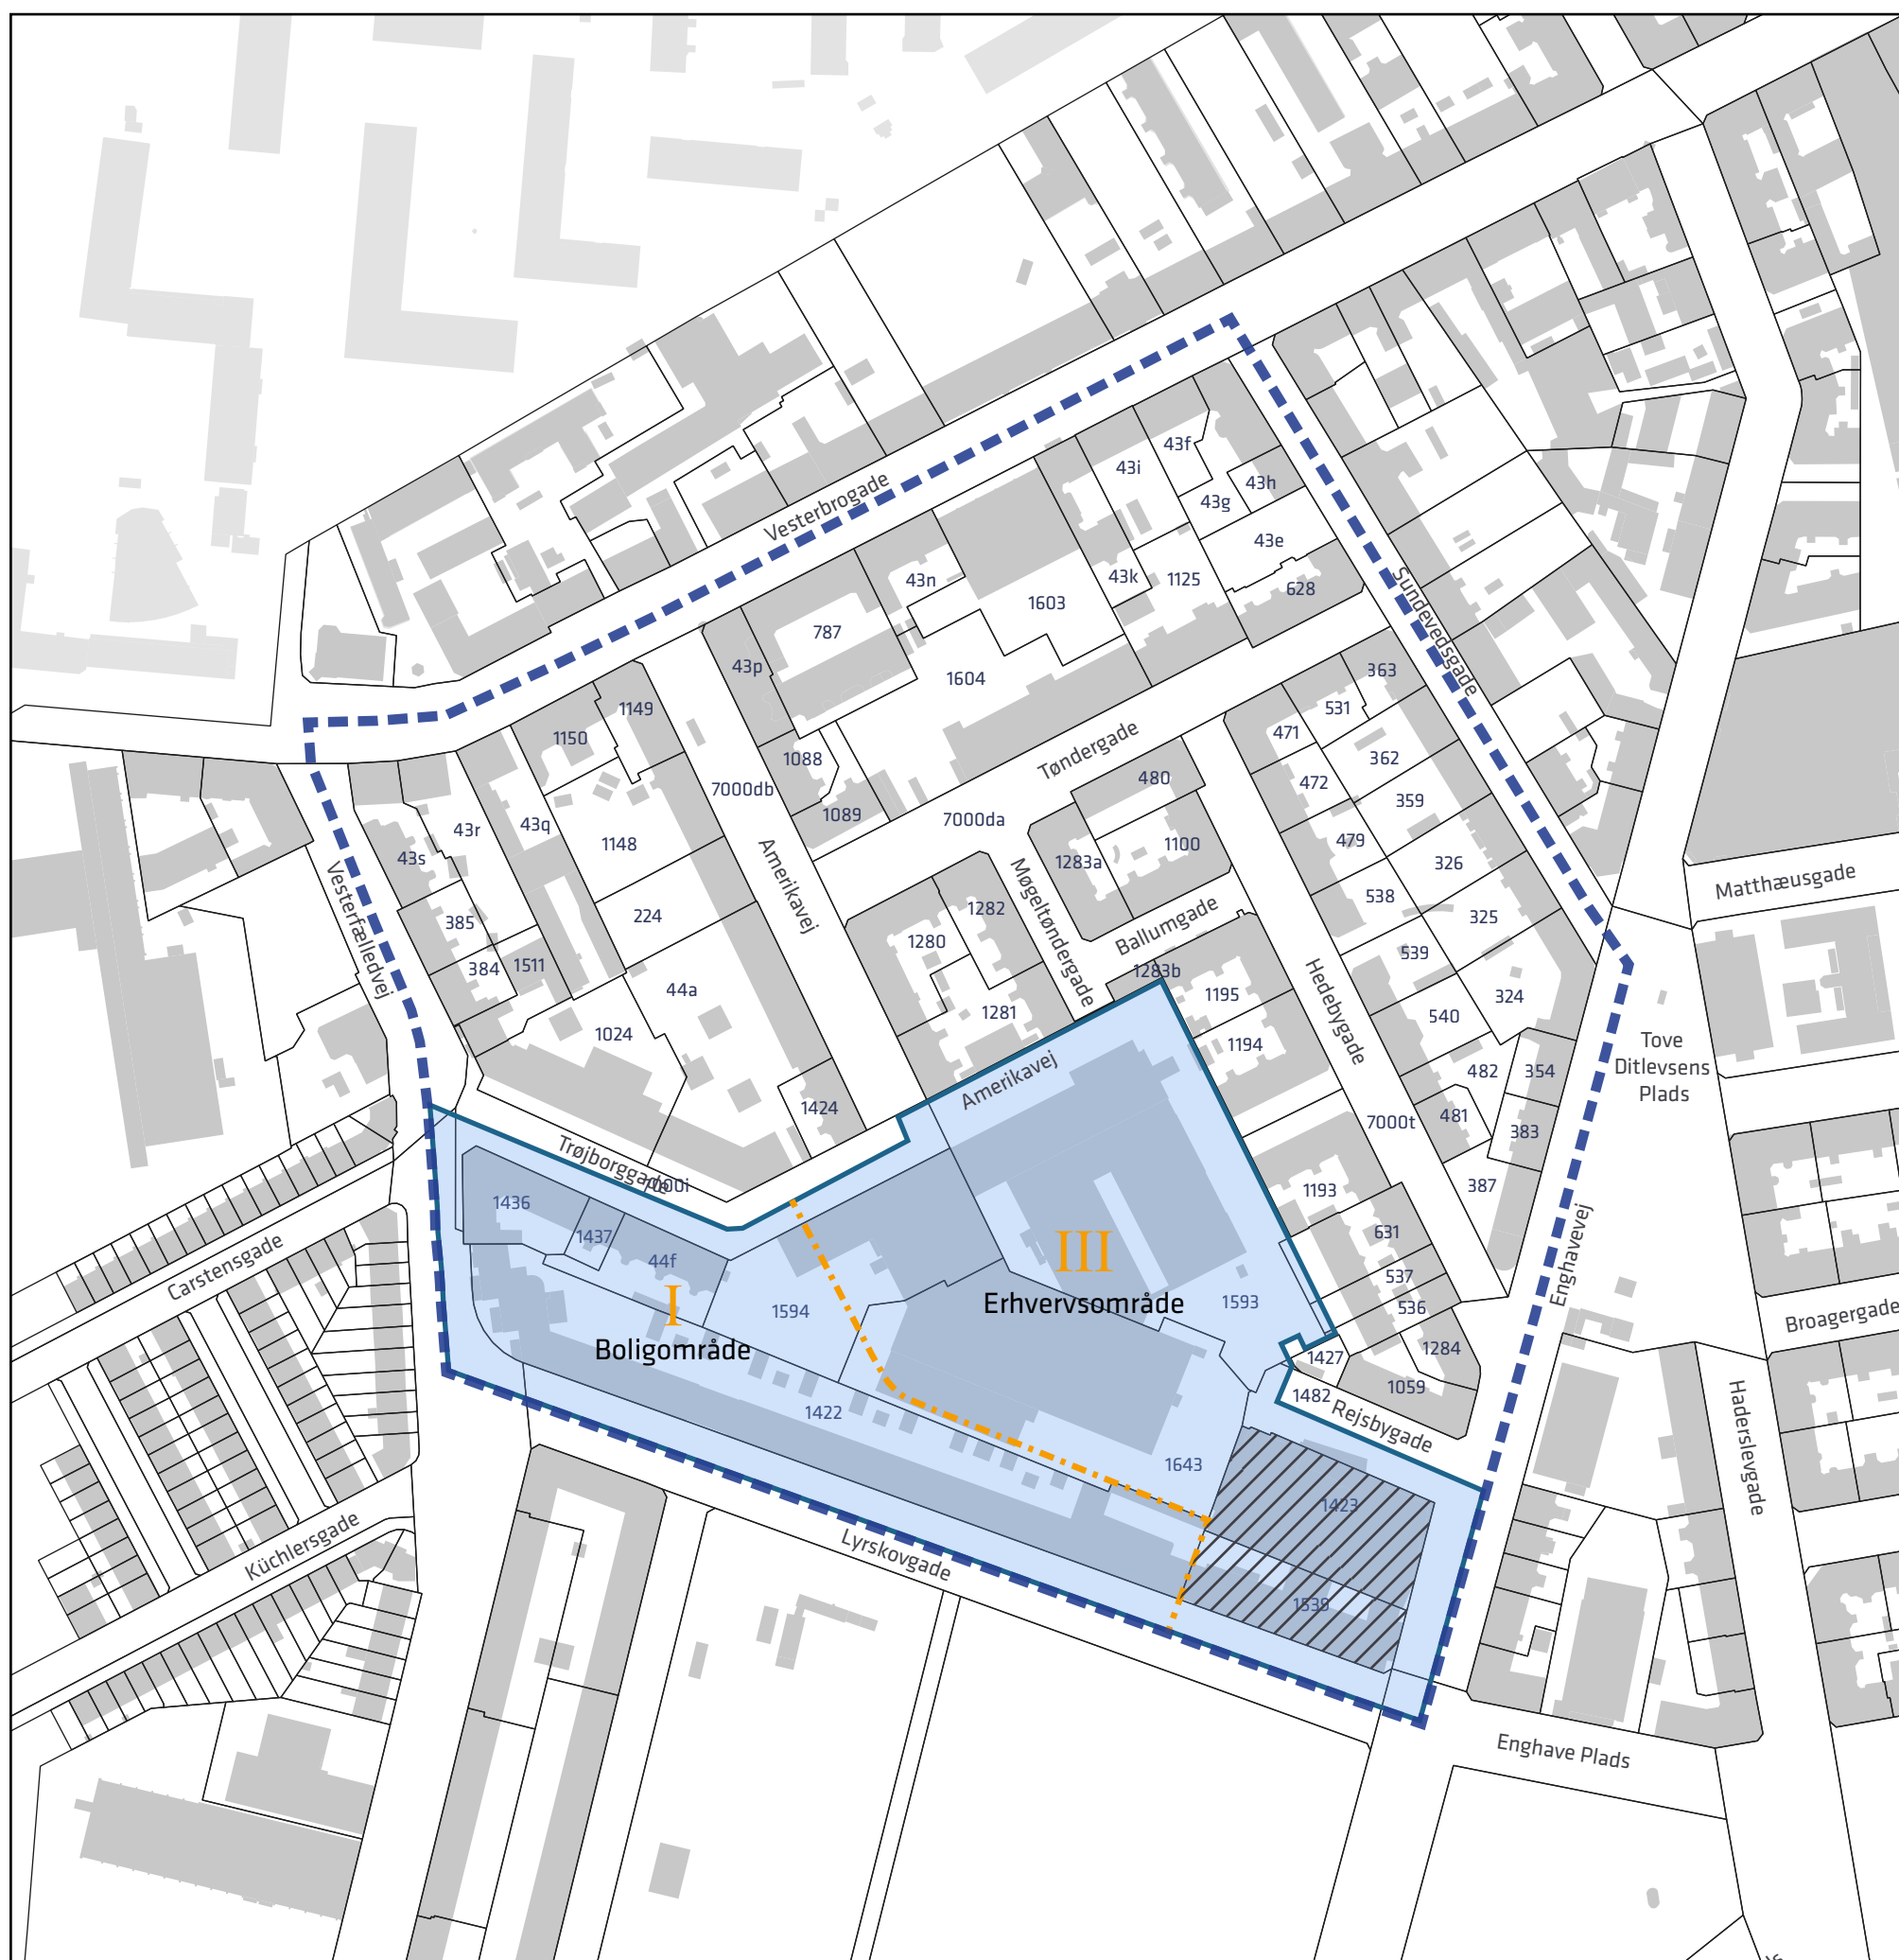 43f
43i
43h
43g
Vesterbrogade
43e
43n
43k
1125
628
1603
Sundevedsgade
787
43p
363
1604
1149
531
1150
471
Tøndergade
1088
362
480
472
7000db
359
1089
7000da
43r
43q
479
1148
1100
43s
1283a
326
Vesterfælledvej
Amerikavej
Møgeltøndergade
Matthæusgade
538
1282
224
325
385
Ballumgade
1280
539
384
1511
1283b
44a
1195
324
1281
Hedebygade
540
1024
1194
Tove
Ditlevsens
Plads
Amerikavej
482
354
1424
481
7000t
383
Trøjborggade
7000i
1193
387
1436
631
1437
III
44f
Carstensgade
537
Enghavevej
I
1594
Erhvervsområde
1593
536
Broagergade
Boligområde
1284
1427
1059
1482
1422
Rejsbygade
Haderslevgade
1643
1423
Küchlersgade
Lyrskovgade
1539
Enghave Plads